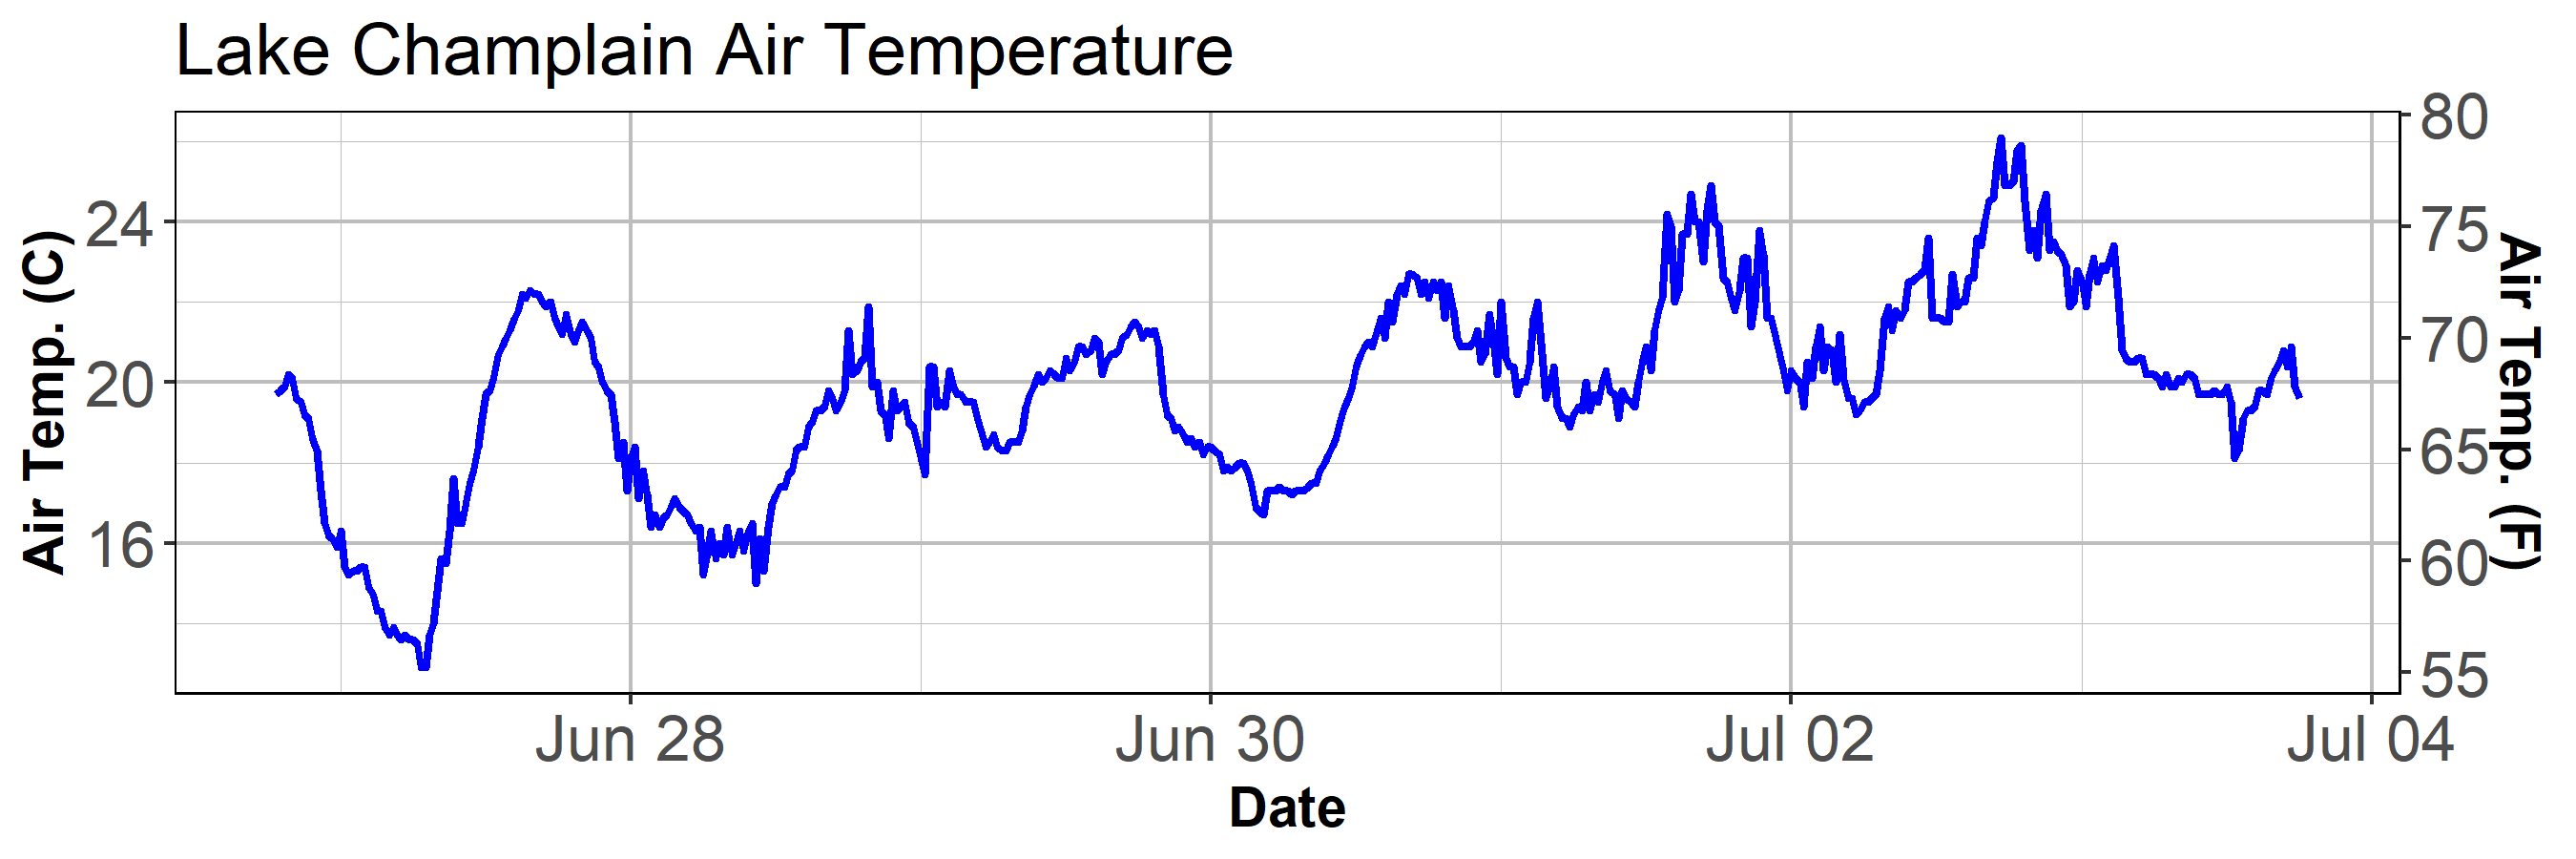 Lake Champlain Air Temperature
Air Temp. (C)
24
20
16
80
75
70
65
60
55
Air Temp. (F)
Jun 28 Jun 30 Jul 02 Jul 04
Date